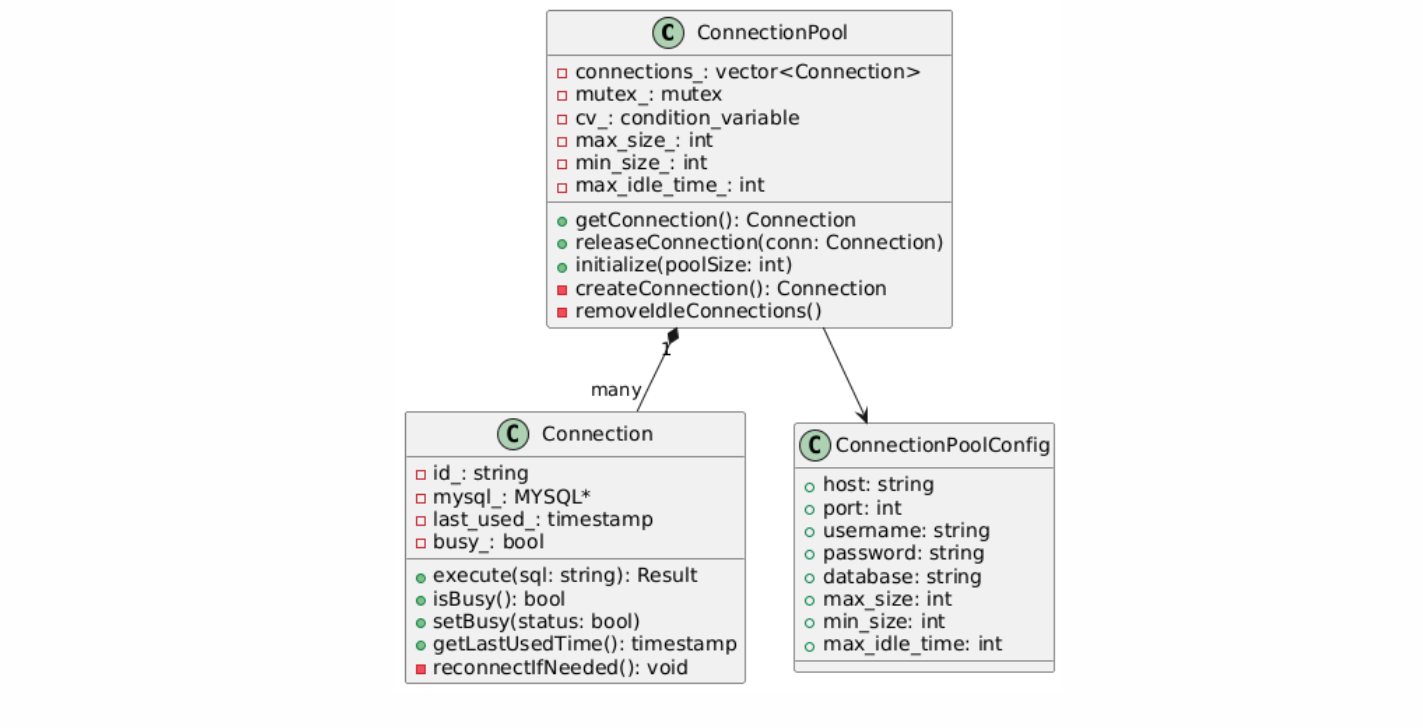 C ConnectionPool
connections_: vector<Connection>
mutex_: mutex
cv_: condition_variable
max_size_: int
min_size_: int
max_idle_time_: int
getConnection(): Connection
releaseConnection(conn: Connection)
initialize(poolSize: int)
createConnection(): Connection
removeIdleConnections()
1
many
C Connection
id_: string
mysql_: MYSQL*
last_used_: timestamp
busy_: bool
execute(sql: string): Result
isBusy(): bool
setBusy(status: bool)
getLastUsedTime(): timestamp
reconnectIfNeeded(): void
C ConnectionPoolConfig
host: string
port: int
username: string
password: string
database: string
max_size: int
min_size: int
max_idle_time: int